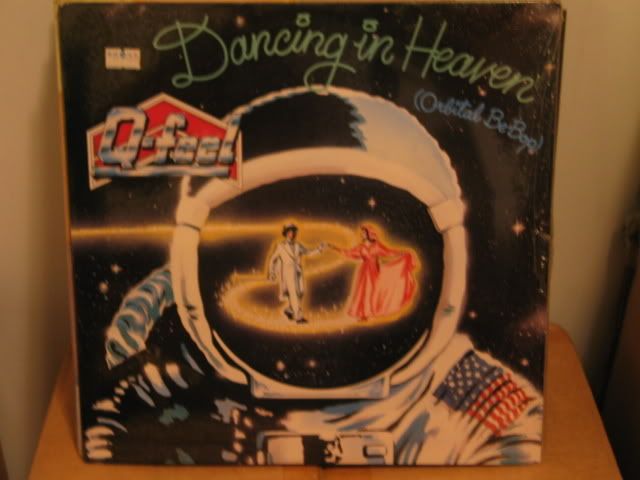 Dancing in Heaven
(Orbital Be-Bop)
Q-feel